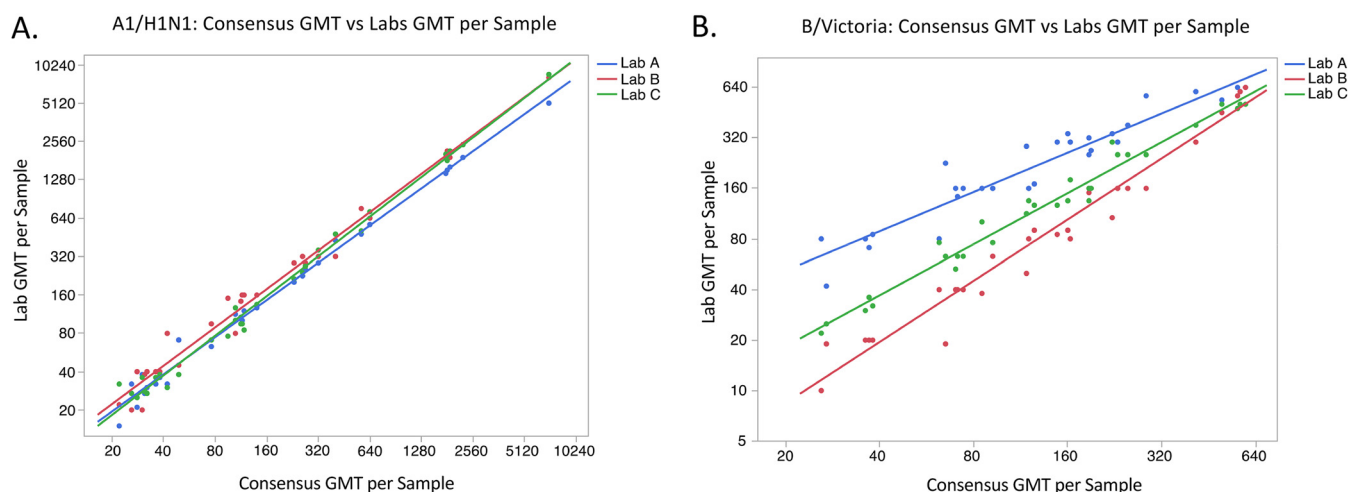 A.
A1/H1N1: Consensus GMT vs Labs GMT per Sample
Lab GMT per Sample
10240
5120
2560
1280
640
320
160
80
40
20
20 40 80 160 320 640 1280 2560 5120 10240
Consensus GMT per Sample
Lab A
Lab B
Lab C
B.
B/Victoria: Consensus GMT vs Labs GMT per Sample
Lab GMT per Sample
640
320
160
80
40
20
10
5
20 40 80 160 320 640
Consensus GMT per Sample
Lab A
Lab B
Lab C